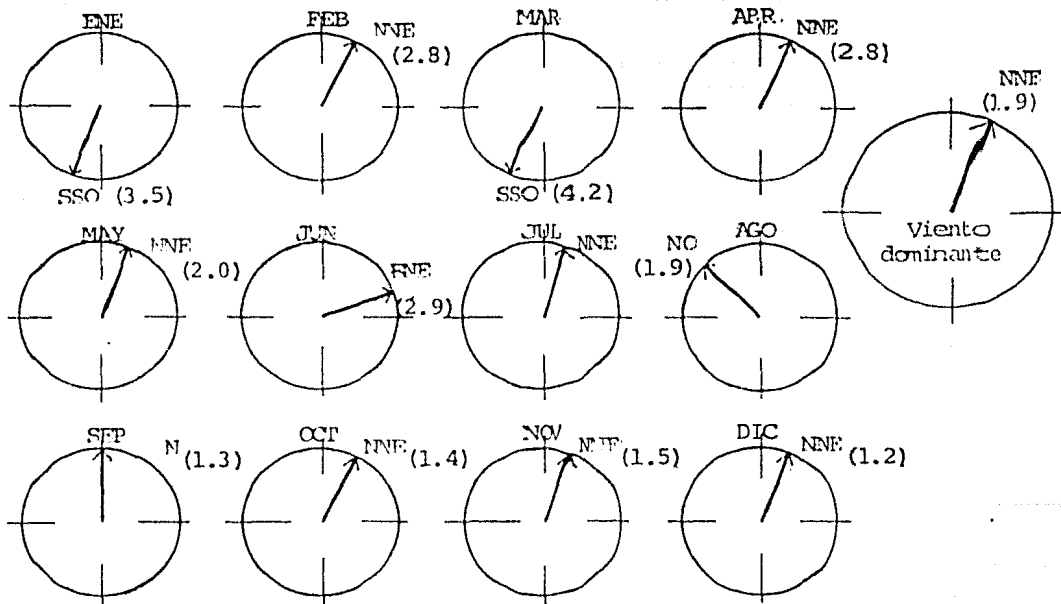 ENE
SSO (3.5)
FEB
NNE
(2.8)
MAR
SSO (4.2)
APR.
NNE
(2.8)
NNE
(1.9)
Viento
dominante
MAY
NNE
(2.0)
JUN
ENE
(2.9)
JUL
NNE
AGO
NO
(1.9)
SEP
N (1.3)
OCT
NNE (1.4)
NOV
NNE (1.5)
DIC
NNE (1.2)